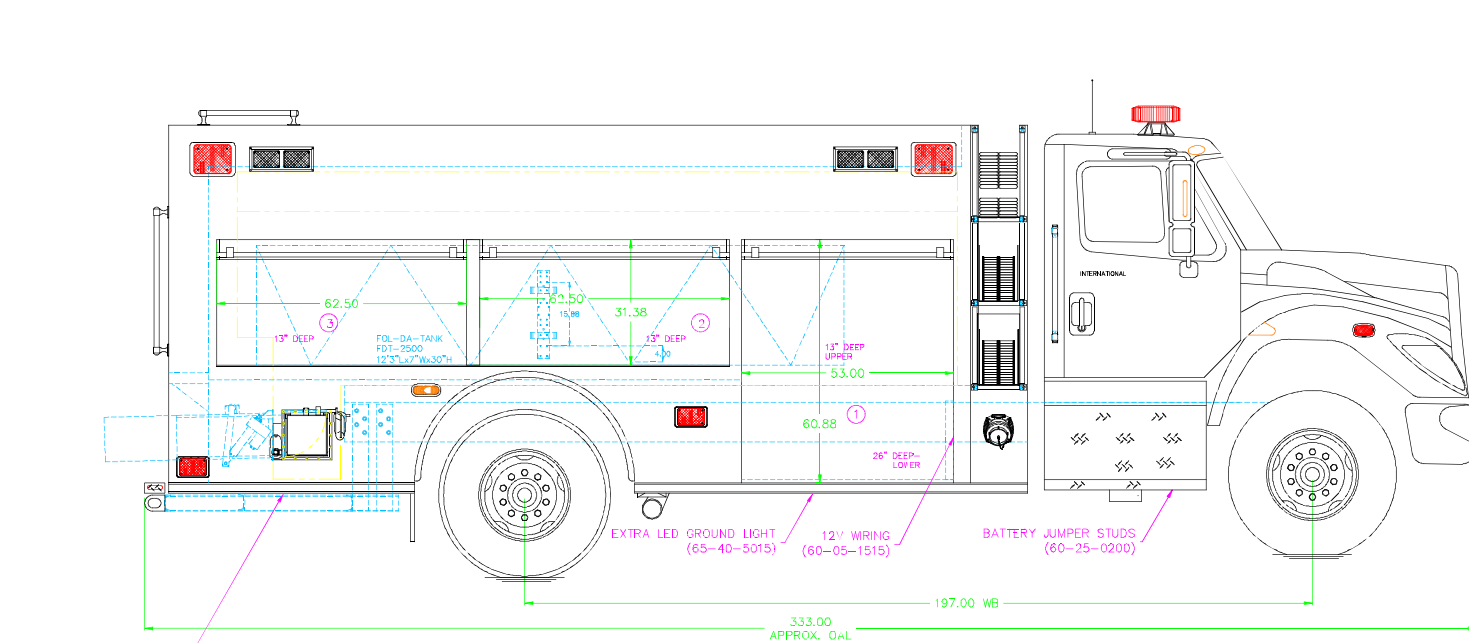 INTERNATIONAL
62.50
62.50
31.38
15.88
3
2
13" DEEP
FOL-DA-TANK
FDT-2500
12'3"Lx7"Wx30"H
13" DEEP
4.00
13" DEEP
UPPER
53.00
1
60.88
26" DEEP-
LOWER
EXTRA LED GROUND LIGHT
(65-40-5015)
12V WIRING
(60-05-1515)
BATTERY JUMPER STUDS
(60-25-0200)
197.00 WB
333.00
APPROX. OAL